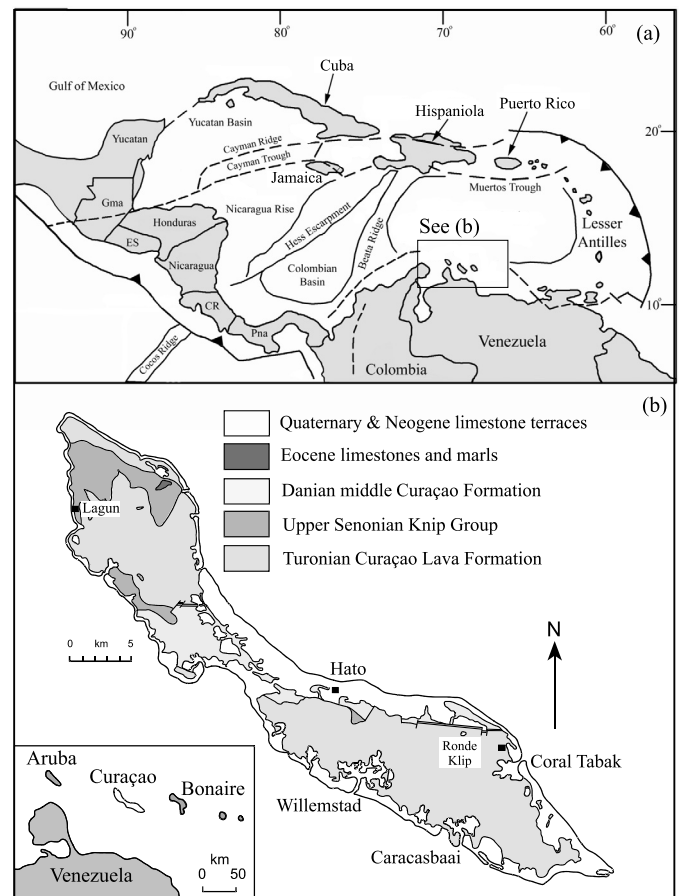 90°
80°
70°
60°
(a)
Cuba
Gulf of Mexico
Hispaniola
Puerto Rico
Yucatan Basin
20°
Yucatan
Cayman Ridge
Cayman Trough
Jamaica
Muertos Trough
Gma
Nicaragua Rise
Honduras
Hess Escarpment
Beata Ridge
See (b)
Lesser
Antilles
ES
Nicaragua
Colombian
Basin
CR
10°
Pna
Cocos Ridge
Venezuela
Colombia
(b)
Quaternary & Neogene limestone terraces
Eocene limestones and marls
Danian middle Curaçao Formation
Upper Senonian Knip Group
Turonian Curaçao Lava Formation
Lagun
0 km 5
N
Hato
Ronde
Klip
Coral Tabak
Willemstad
Caracasbaai
Aruba
Curaçao
Bonaire
km
0 50
Venezuela